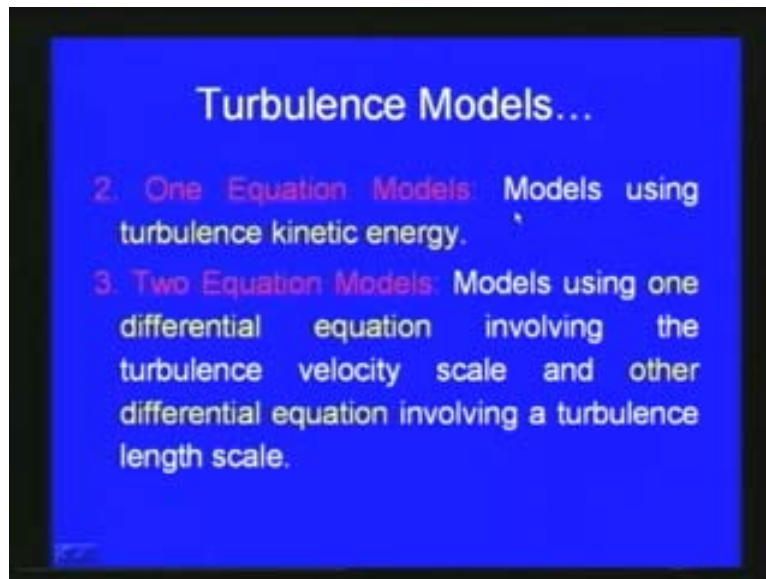 Turbulence Models...
2. One Equation Models: Models using
turbulence kinetic energy.
3. Two Equation Models: Models using one
differential equation involving the
turbulence velocity scale and other
differential equation involving a turbulence
length scale.